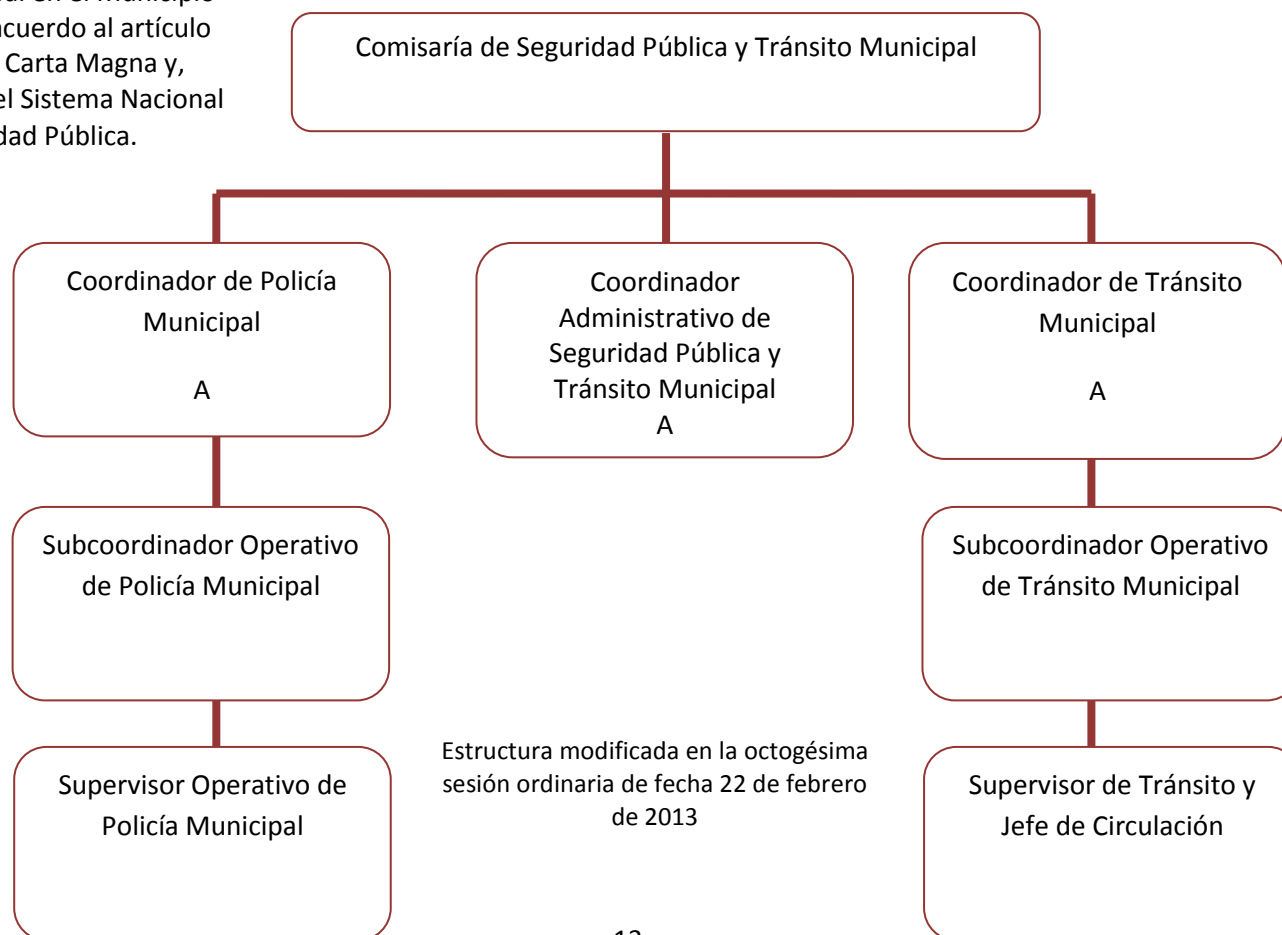 acuerdo al artículo
Carta Magna y,
el Sistema Nacional
dad Pública.
Comisaría de Seguridad Pública y Tránsito Municipal
Coordinador de Policía
Municipal
A
Coordinador
Administrativo de
Seguridad Pública y
Tránsito Municipal
A
Coordinador de Tránsito
Municipal
A
Subcoordinador Operativo
de Policía Municipal
Subcoordinador Operativo
de Tránsito Municipal
Supervisor Operativo de
Policía Municipal
Estructura modificada en la octogésima
sesión ordinaria de fecha 22 de febrero
de 2013
Supervisor de Tránsito y
Jefe de Circulación